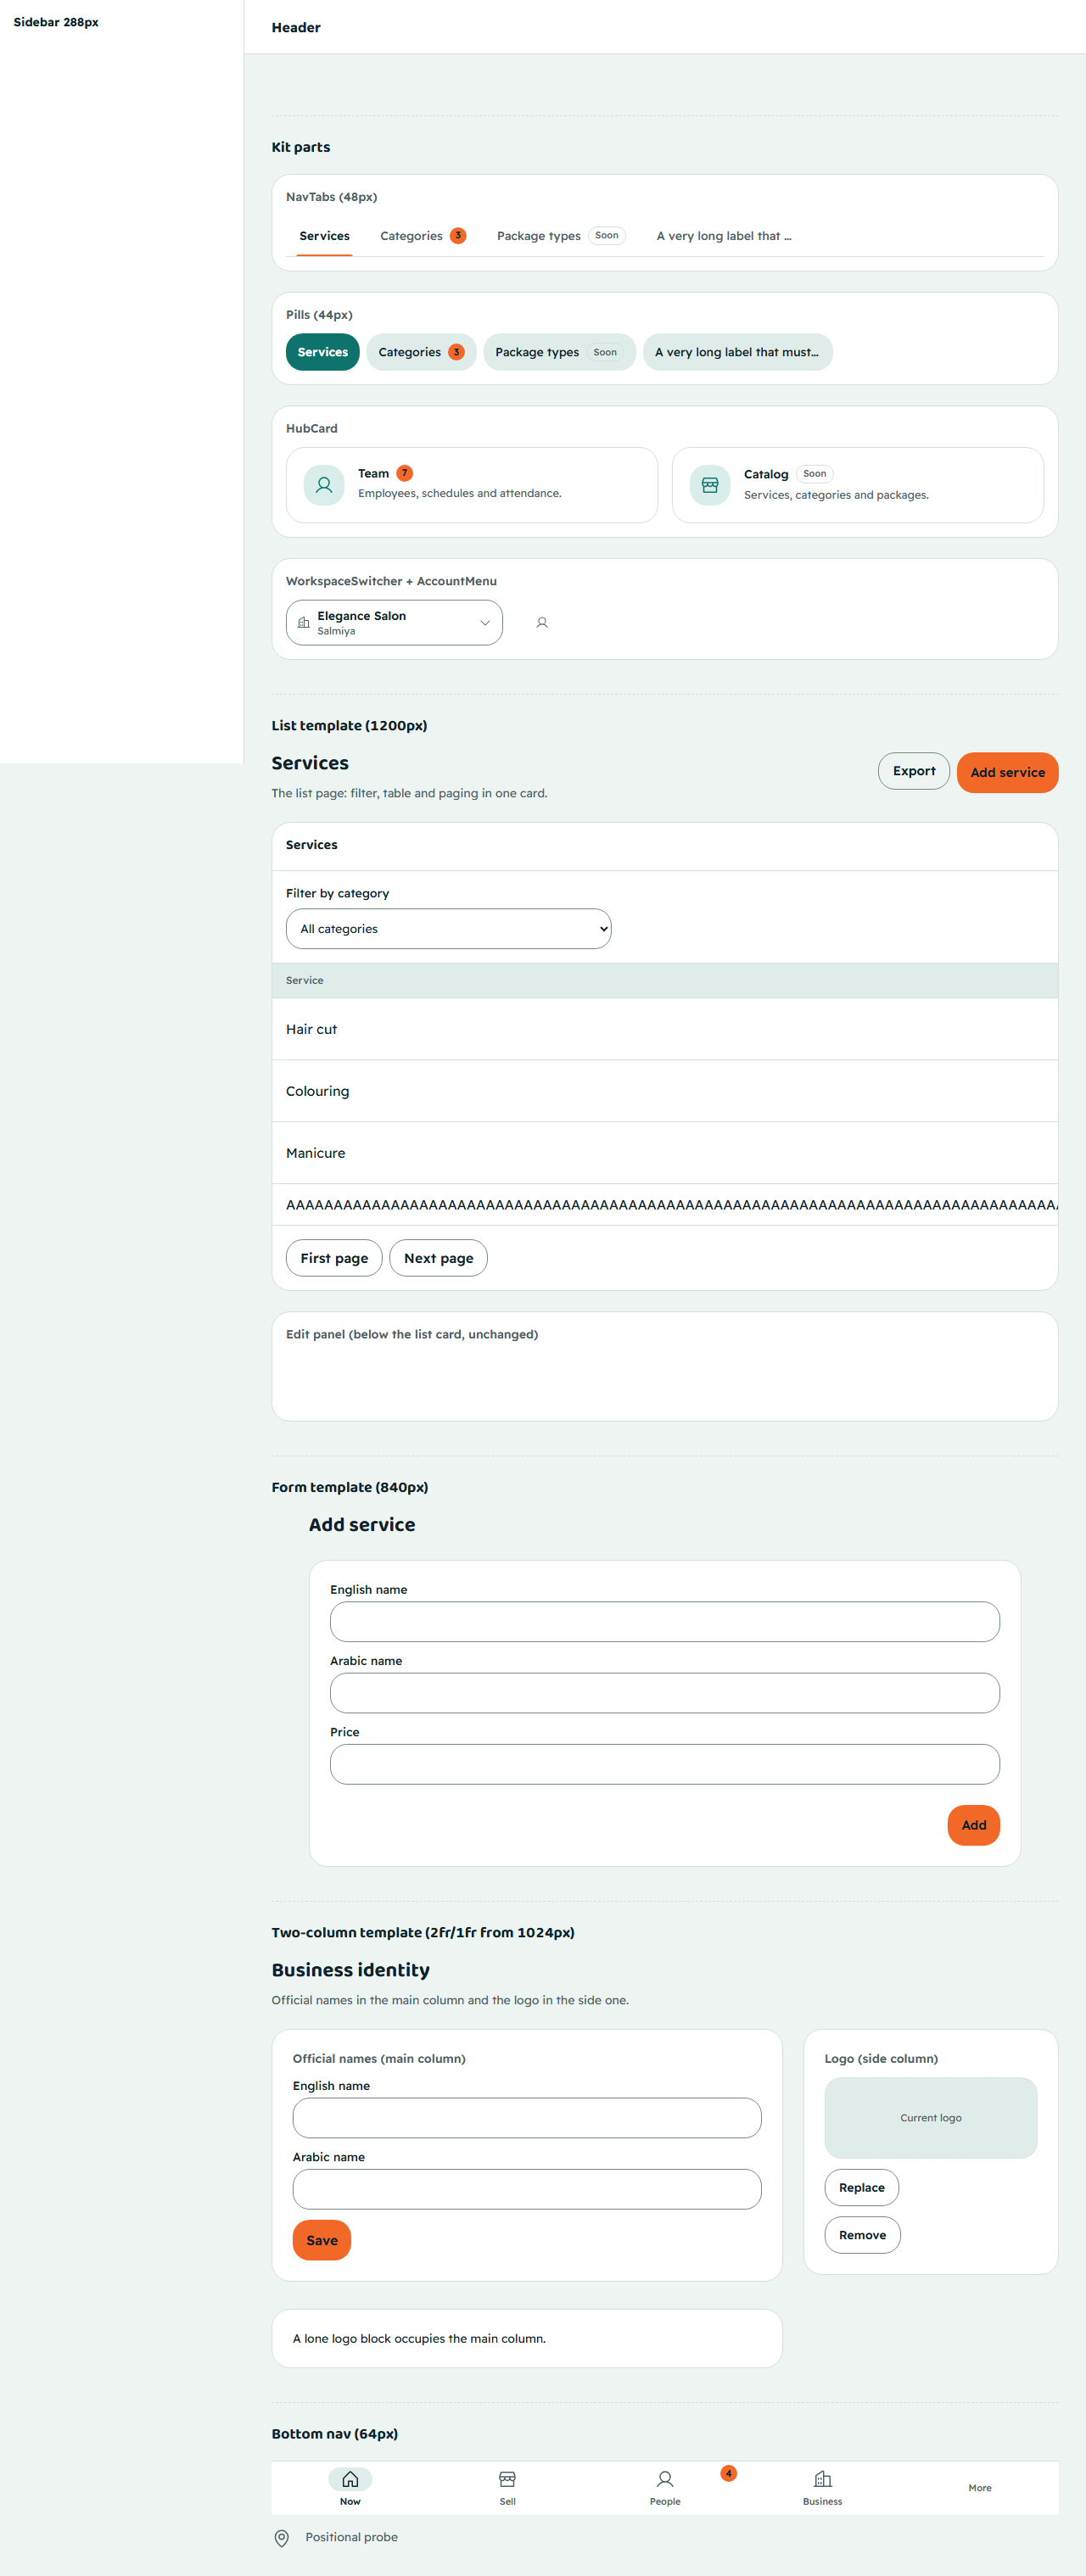 Sidebar 288px
Header
Kit parts
NavTabs (48px)
Services Categories 3 Package types Soon A very long label that ...
Pills (44px)
Services Categories 3 Package types Soon A very long label that must...
HubCard
Team 7
Employees, schedules and attendance.
Catalog Soon
Services, categories and packages.
WorkspaceSwitcher + AccountMenu
Elegance Salon
Salmiya
List template (1200px)
Services
The list page: filter, table and paging in one card.
Export Add service
Services
Filter by category
All categories
Service
Hair cut
Colouring
Manicure
First page Next page
Edit panel (below the list card, unchanged)
Form template (840px)
Add service
English name
Arabic name
Price
Add
Two-column template (2fr/1fr from 1024px)
Business identity
Official names in the main column and the logo in the side one.
Official names (main column)
English name
Arabic name
Save
Logo (side column)
Current logo
Replace
Remove
A lone logo block occupies the main column.
Bottom nav (64px)
4
Now Sell People Business More
Positional probe